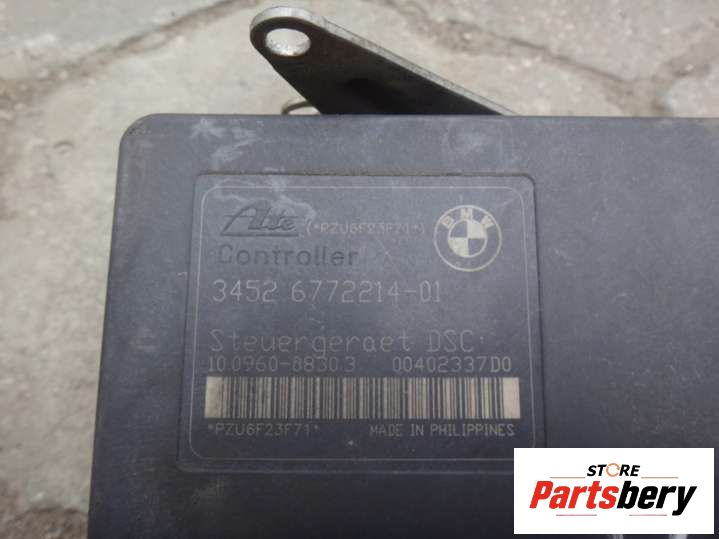 Ate (*PZU6F23F71*)
BMW
Controller
3452 6772214-01
Steuergeraet DSC
10.0960-8830.3 00402337D0
*PZU6F23F71* MADE IN PHILIPPINES
STORE
Partsbery